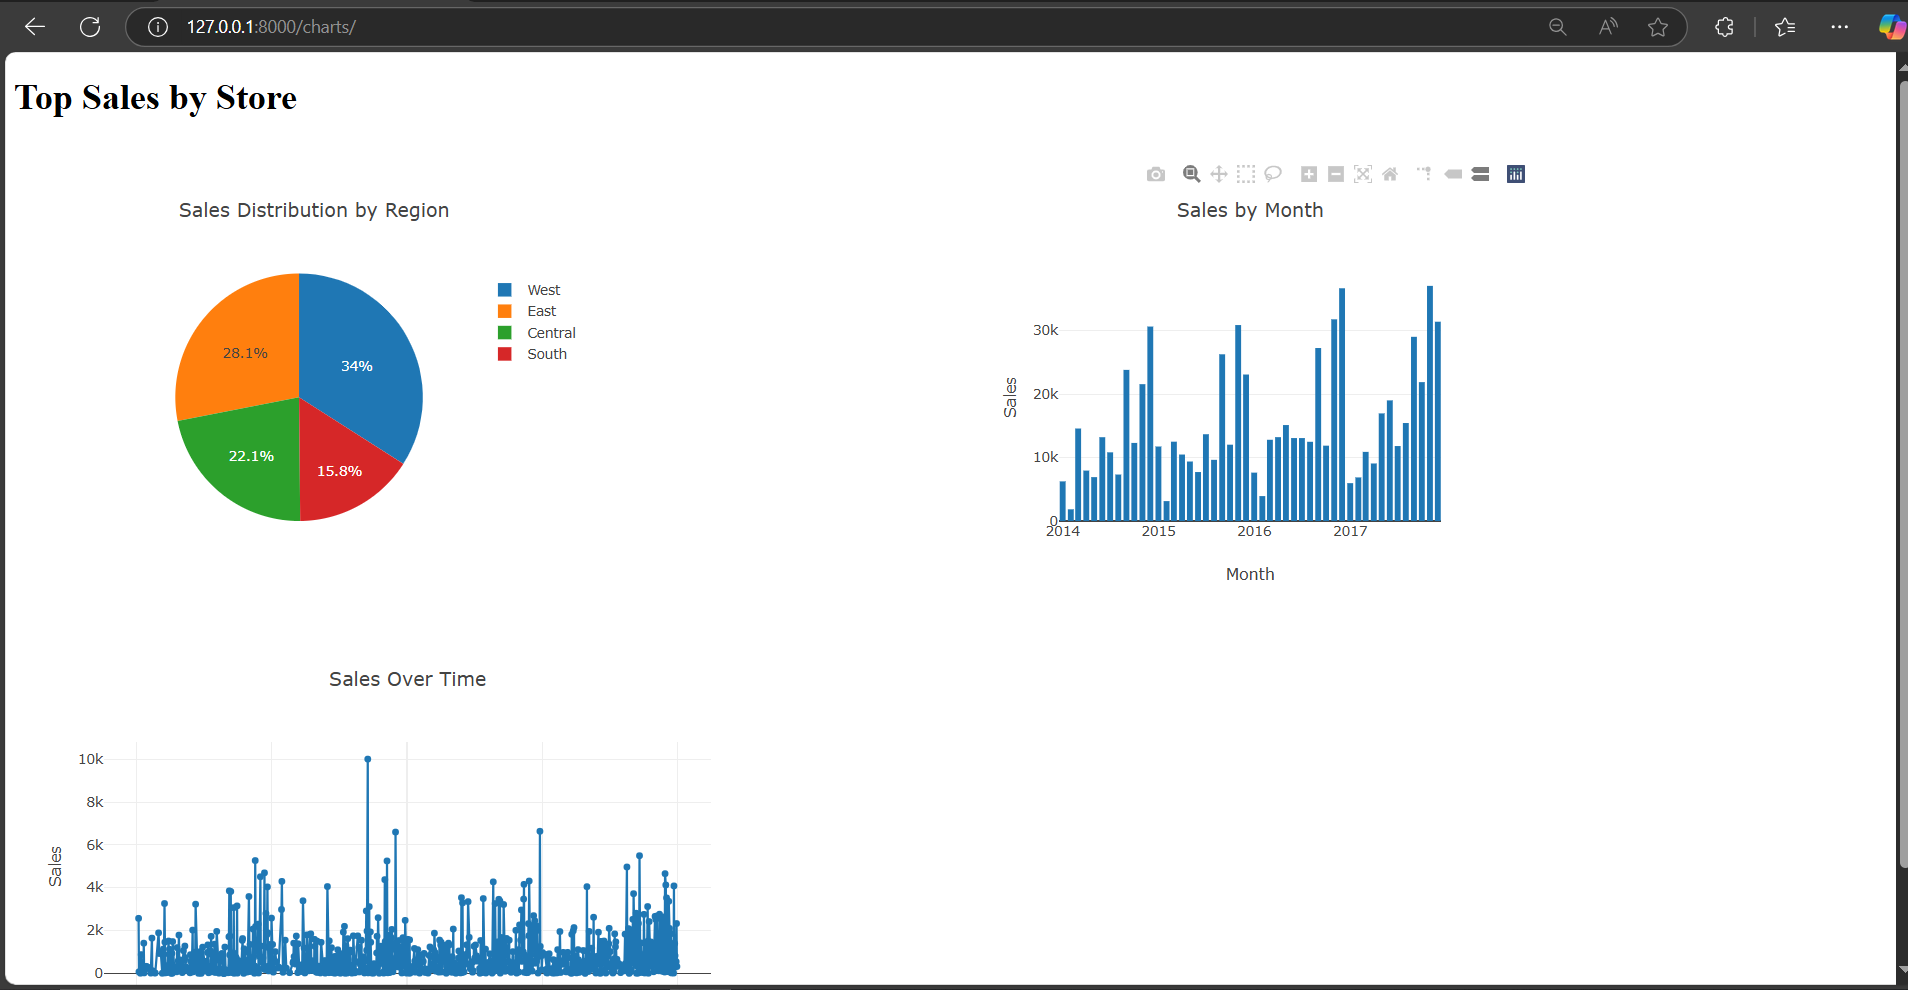 127.0.0.1:8000/charts/
Top Sales by Store
Sales Distribution by Region
28.1%
34%
22.1%
15.8%
West
East
Central
South
Sales by Month
Sales
30k
20k
10k
0
2014 2015 2016 2017
Month
Sales Over Time
Sales
10k
8k
6k
4k
2k
0